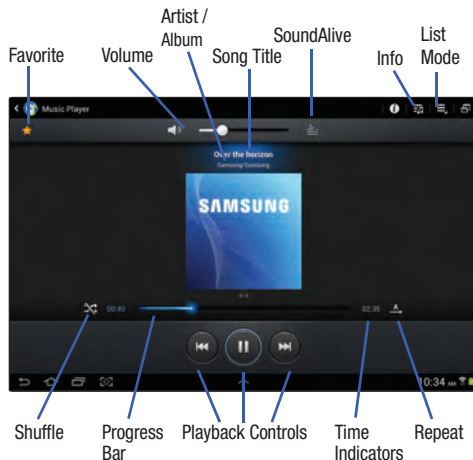 Artist /
Album
Song Title
SoundAlive
List
Mode
Info
Favorite
Volume
Music Player
Over the horizon
Samsung/Samsung
SAMSUNG
00:40
02:35
10:34 AM
Shuffle
Progress
Bar
Playback Controls
Time
Indicators
Repeat